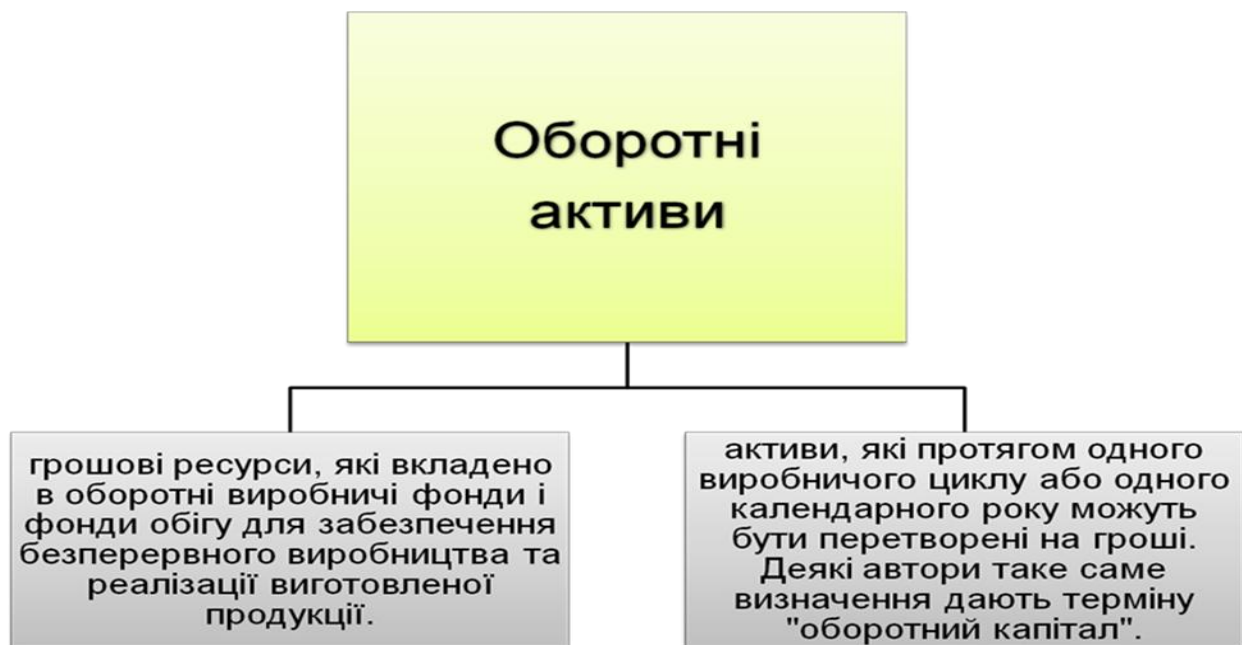 Оборотні
активи
грошові ресурси, які вкладено
в оборотні виробничі фонди і
фонди обігу для забезпечення
безперервного виробництва та
реалізації виготовленої
продукції.
активи, які протягом одного
виробничого циклу або одного
календарного року можуть
бути перетворені на гроші.
Деякі автори таке саме
визначення дають терміну
"оборотний капітал".